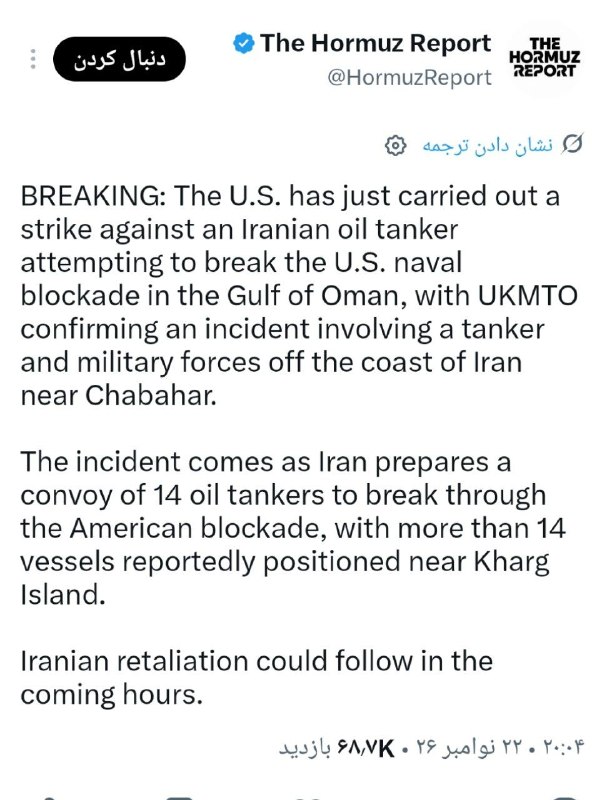 The Hormuz Report
@HormuzReport
THE
HORMUZ
REPORT
دنبال کردن
نشان دادن ترجمه
BREAKING: The U.S. has just carried out a
strike against an Iranian oil tanker
attempting to break the U.S. naval
blockade in the Gulf of Oman, with UKMTO
confirming an incident involving a tanker
and military forces off the coast of Iran
near Chabahar.
The incident comes as Iran prepares a
convoy of 14 oil tankers to break through
the American blockade, with more than 14
vessels reportedly positioned near Kharg
Island.
Iranian retaliation could follow in the
coming hours.
۲۰:۰۴ · ۲۲ نوامبر ۲۶ · ۶۸٫۷K بازدید